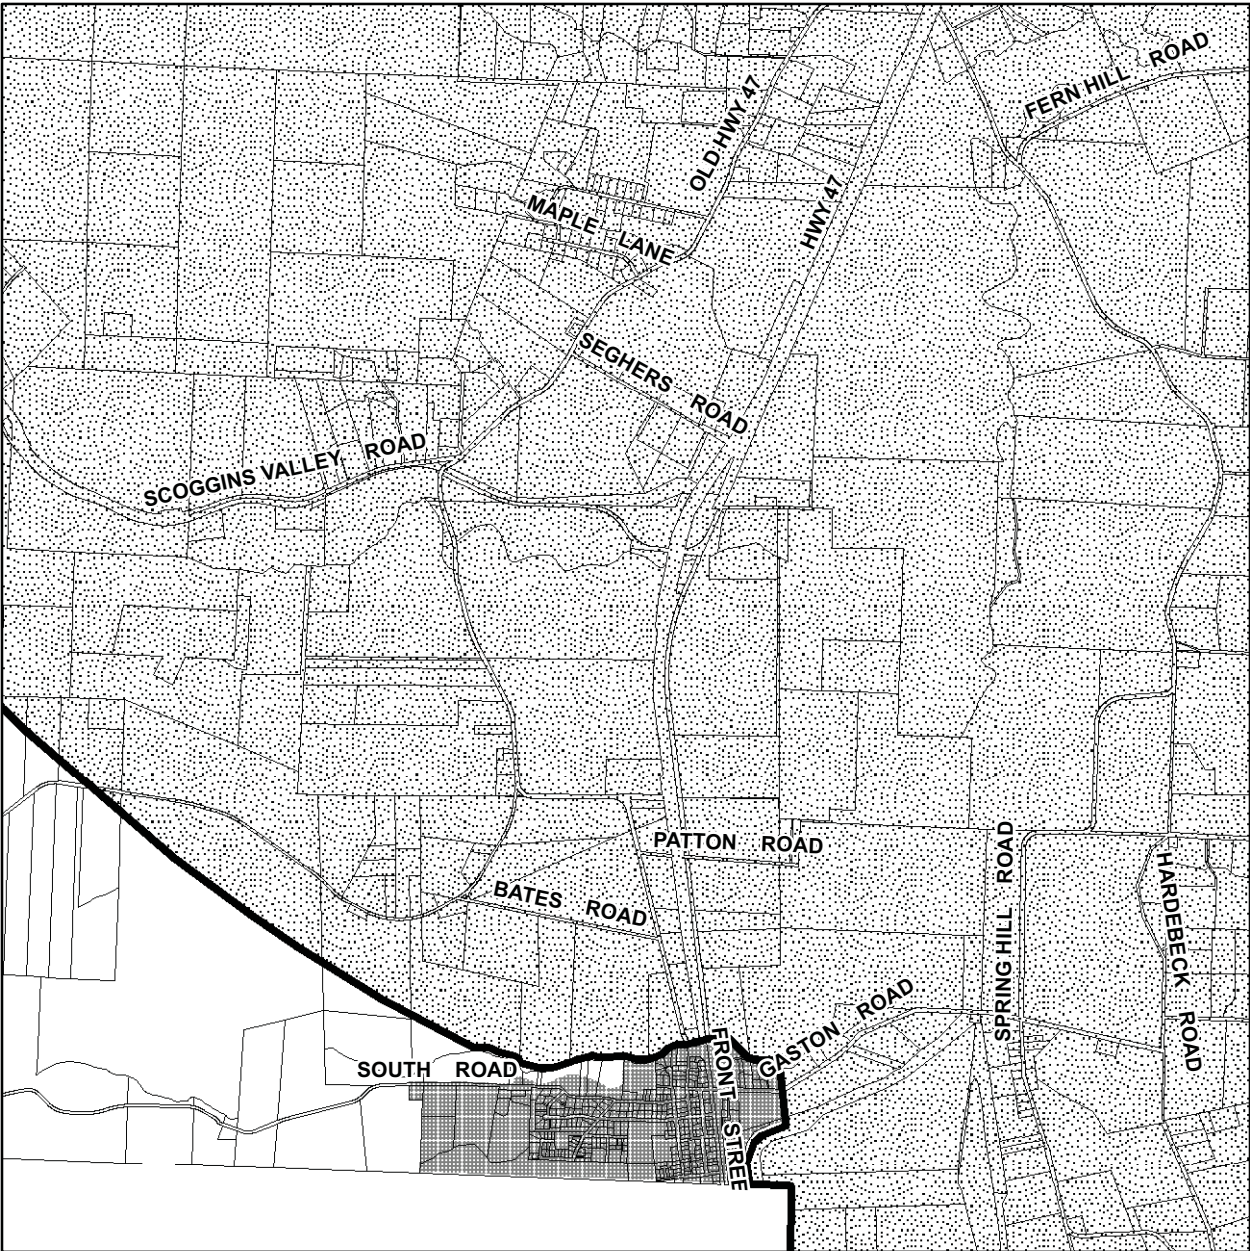 FERN HILL ROAD
OLD HWY 47
HWY 47
MAPLE LANE
SEGHERS ROAD
SCOGGINS VALLEY ROAD
PATTON ROAD
BATES ROAD
SPRING HILL ROAD
HARDEBECK ROAD
GASTON ROAD
FRONT STREE
SOUTH ROAD